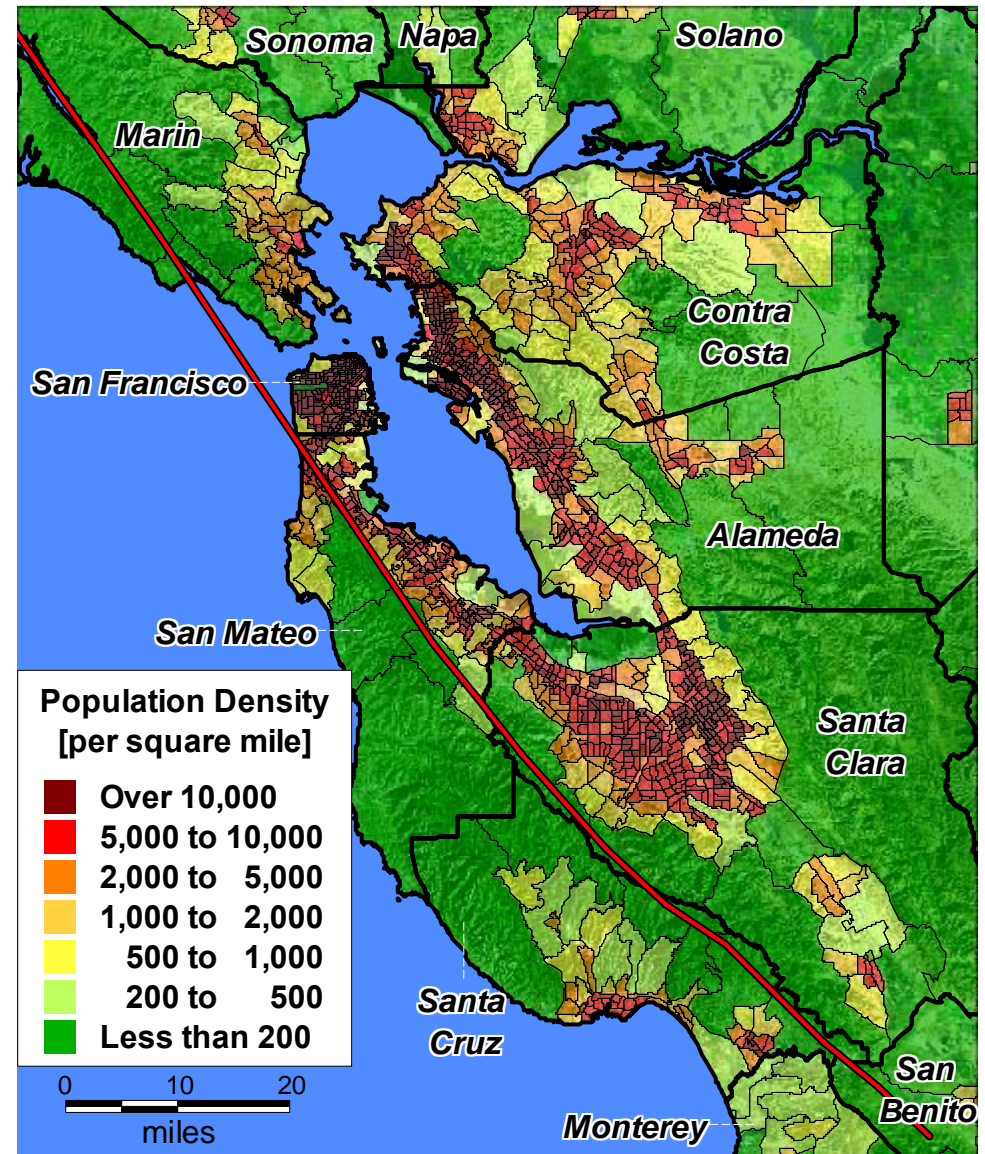 Sonoma
Napa
Solano
Marin
Contra
Costa
San Francisco
Alameda
San Mateo
Santa
Clara
Santa
Cruz
San
Benito
Monterey
Population Density
[per square mile]
Over 10,000
5,000 to 10,000
2,000 to 5,000
1,000 to 2,000
500 to 1,000
200 to 500
Less than 200
0 10 20
miles